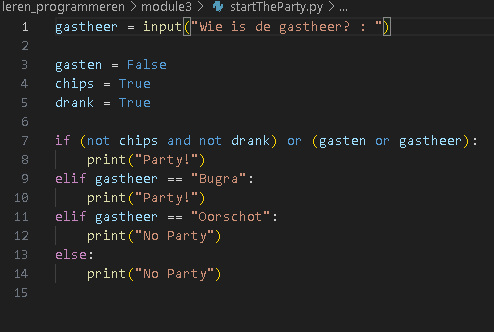 leren_programmeren > module3 > startTheParty.py > ...
1 gastheer = input("Wie is de gastheer? : ")
2
3 gasten = False
4 chips = True
5 drank = True
6
7 if (not chips and not drank) or (gasten or gastheer):
8     print("Party!")
9 elif gastheer == "Bugra":
10     print("Party!")
11 elif gastheer == "Oorschot":
12     print("No Party")
13 else:
14     print("No Party")
15